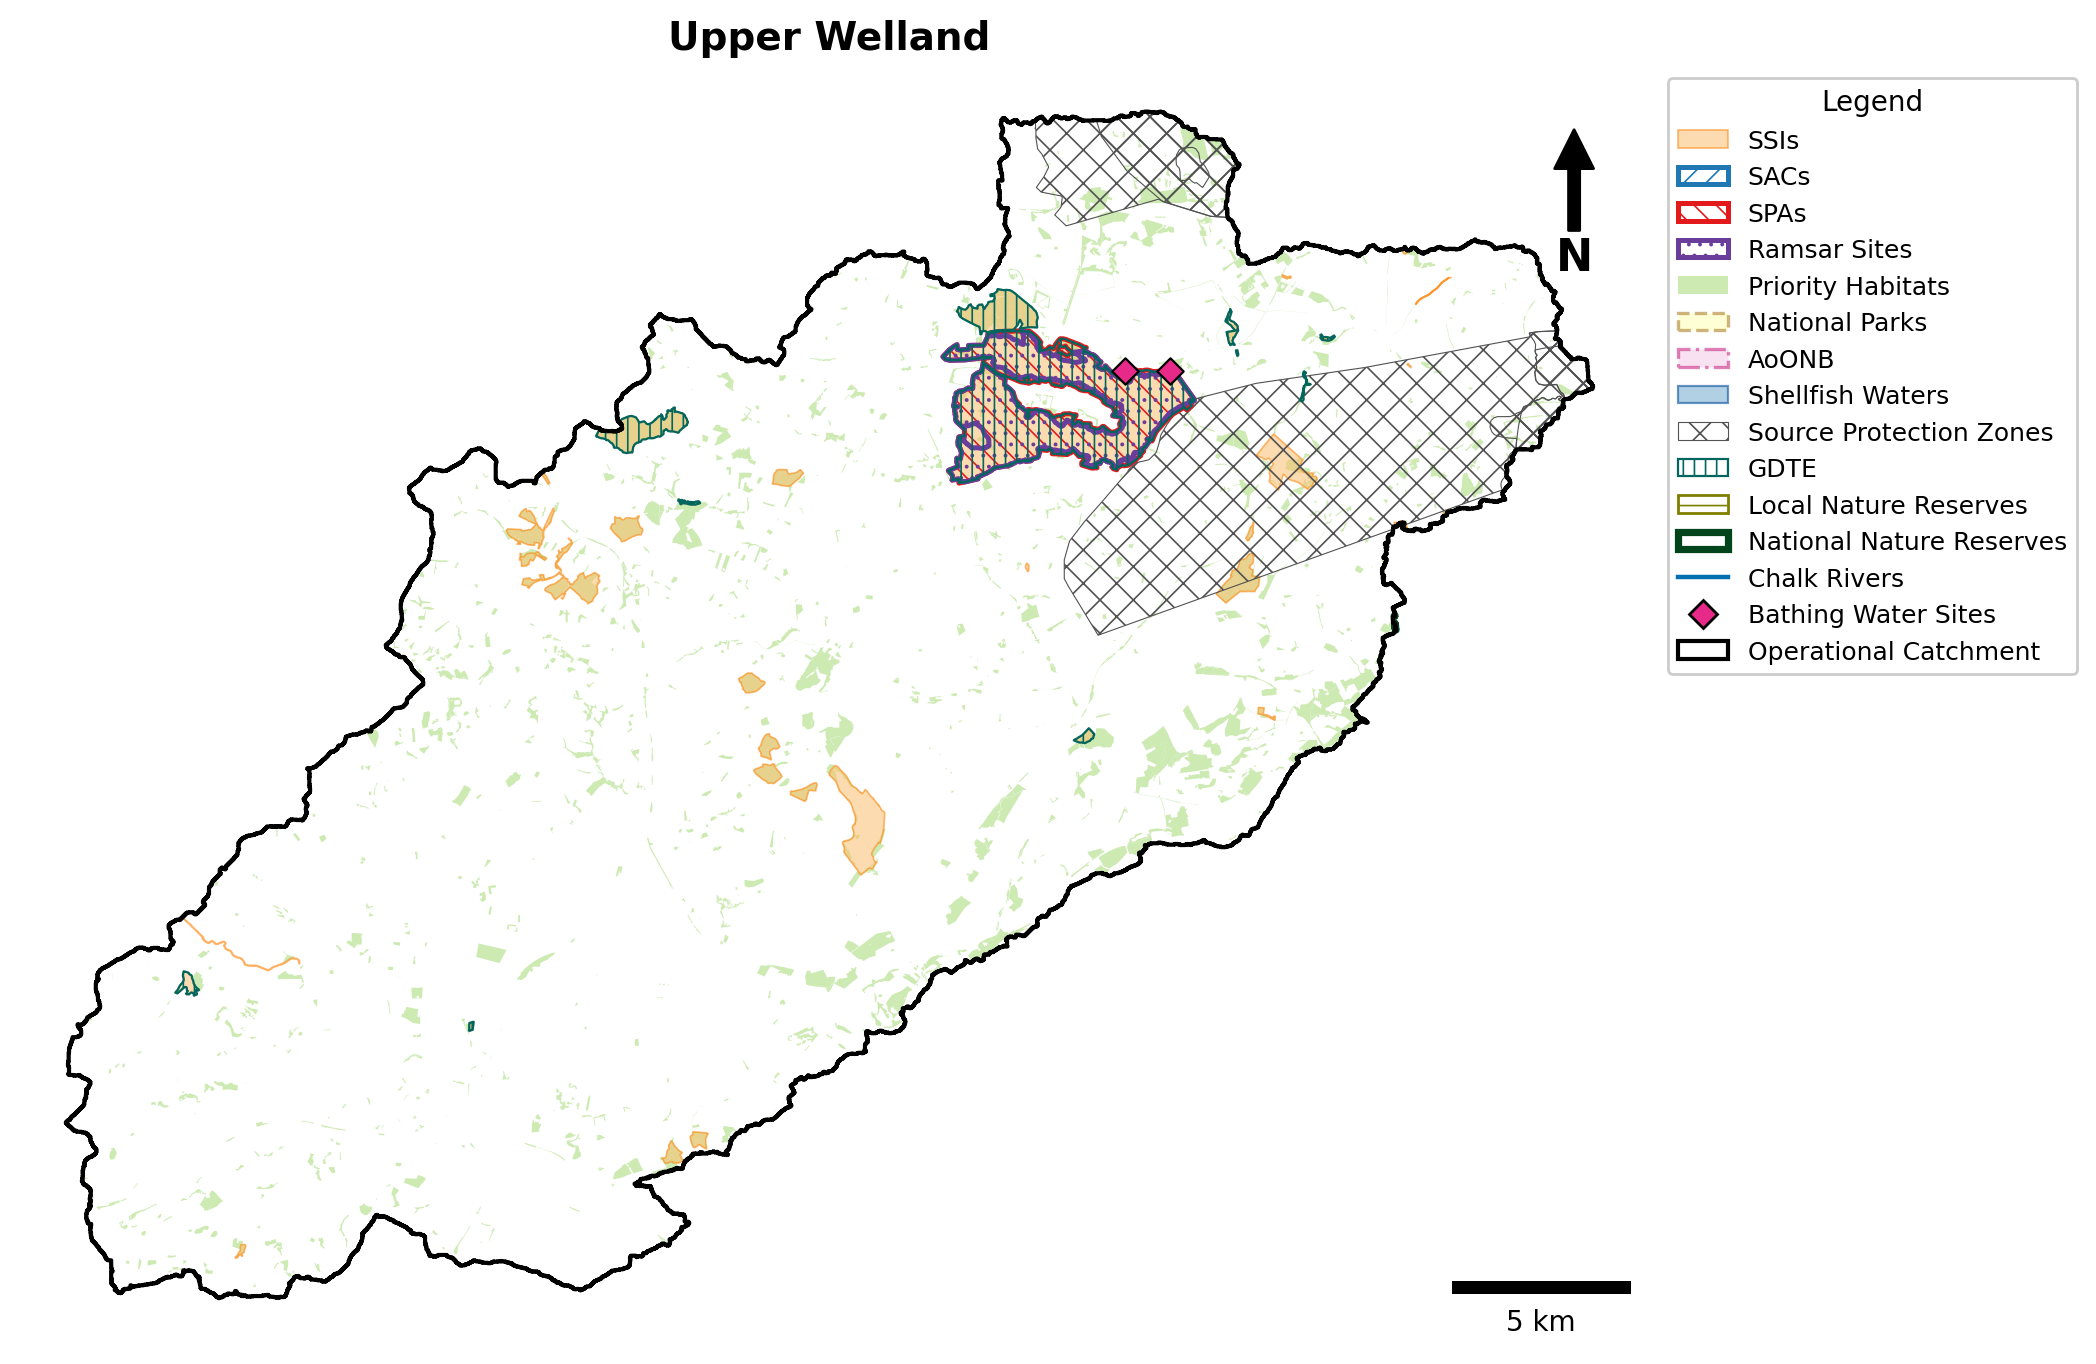 Upper Welland
Legend
SSIs
SACs
SPAs
Ramsar Sites
Priority Habitats
National Parks
AoONB
Shellfish Waters
Source Protection Zones
GDTE
Local Nature Reserves
National Nature Reserves
Chalk Rivers
Bathing Water Sites
Operational Catchment
N
5 km